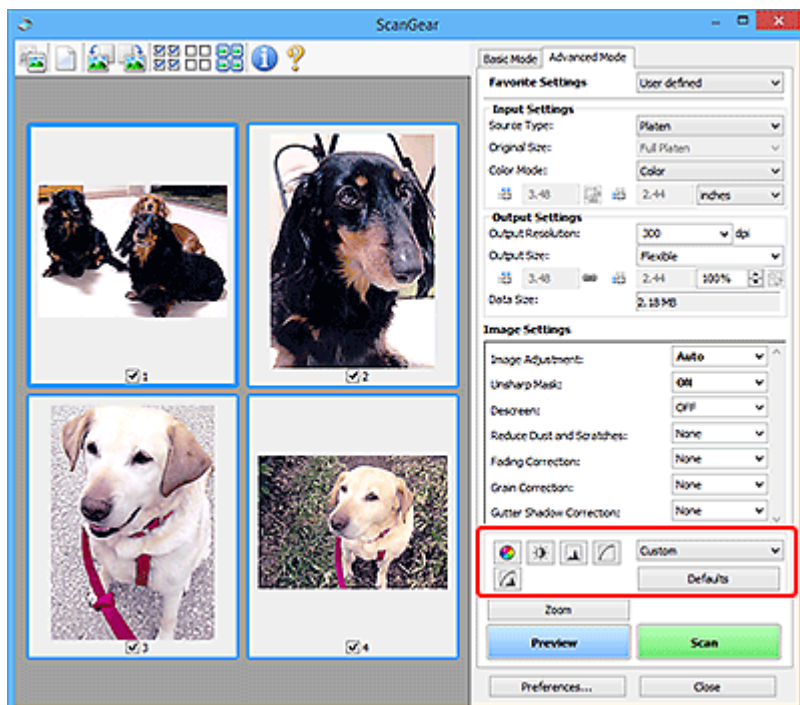 ScanGear
Basic Mode Advanced Mode
Favorite Settings User defined
Input Settings
Source Type: Platen
Original Size: Full Platen
Color Mode: Color
3.48 2.44 inches
Output Settings
Output Resolution: 300 dpi
Output Size: Flexible
3.48 2.44 100%
Data Size: 2.18 MB
Image Settings
Image Adjustment: Auto
Unsharp Mask: ON
Descreen: OFF
Reduce Dust and Scratches: None
Fading Correction: None
Grain Correction: None
Gutter Shadow Correction: None
Custom
Defaults
Zoom
Preview Scan
Preferences... Close
1
2
3
4